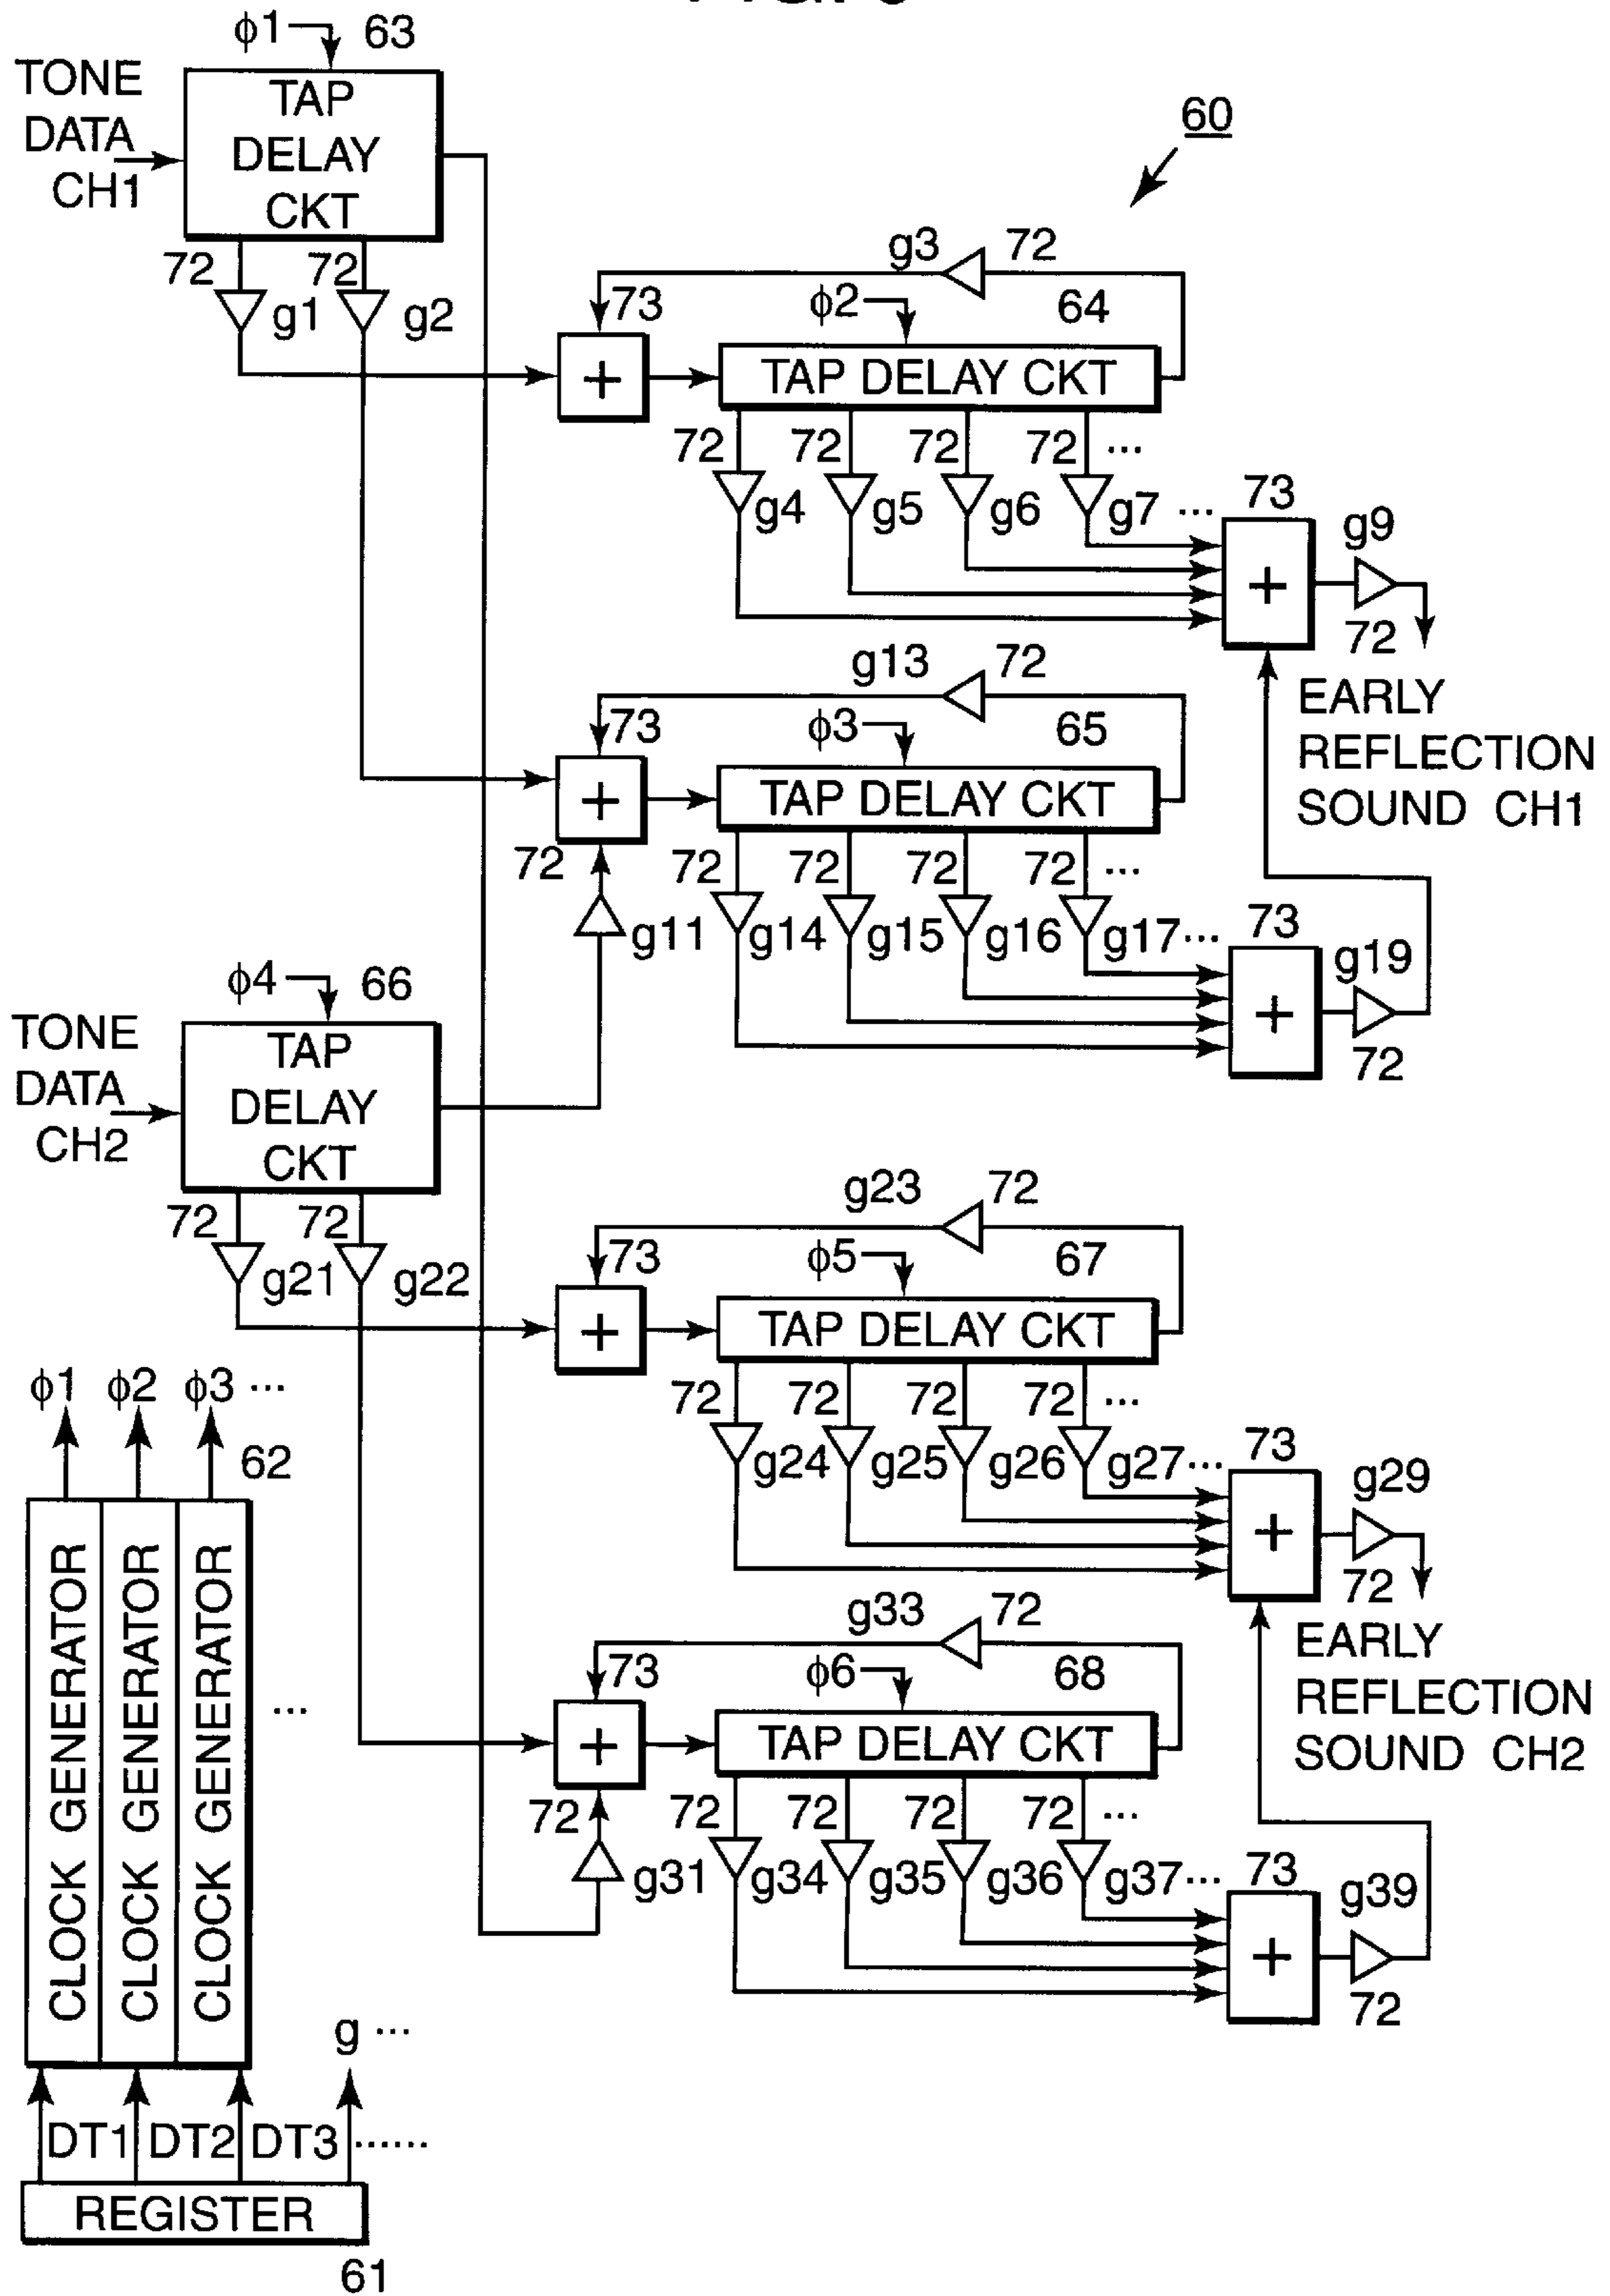 ϕ1 63
TONE
DATA
CH1
TAP
DELAY
CKT
60
72 72
g1 g2
g3 72
73 ϕ2 64
+ TAP DELAY CKT
72 72 72 72 ...
g4 g5 g6 g7 ...
73
g9
+
72
EARLY
REFLECTION
SOUND CH1
g13 72
73 ϕ3 65
+ TAP DELAY CKT
72 72 72 72 72 ...
g11 g14 g15 g16 g17...
73
g19
+
72
ϕ4 66
TONE
DATA
CH2
TAP
DELAY
CKT
72 72
g21 g22
g23 72
73 ϕ5 67
+ TAP DELAY CKT
72 72 72 72 ...
g24 g25 g26 g27...
73
g29
+
72
EARLY
REFLECTION
SOUND CH2
g33 72
73 ϕ6 68
+ TAP DELAY CKT
72 72 72 72 72 ...
g31 g34 g35 g36 g37...
73
g39
+
72
ϕ1 ϕ2 ϕ3 ...
62
CLOCK GENERATOR
CLOCK GENERATOR
CLOCK GENERATOR
...
g ...
DT1 DT2 DT3 ......
REGISTER
61